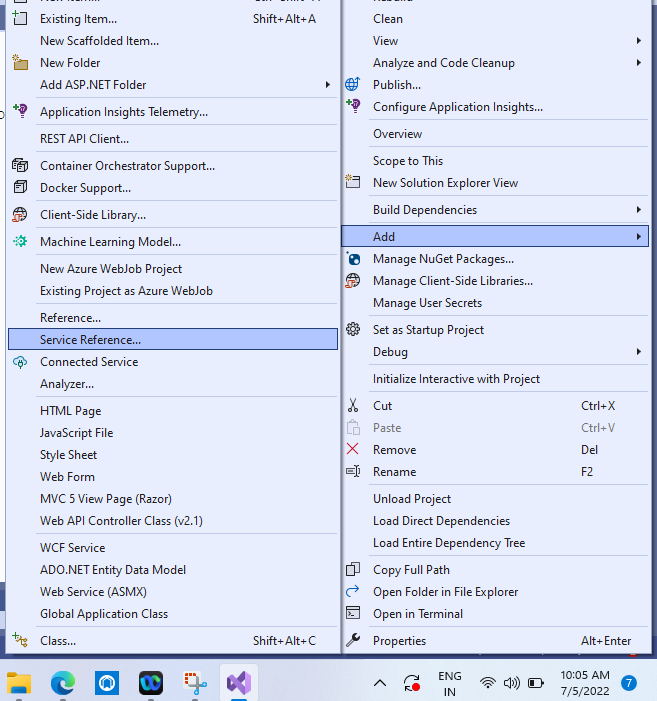 Existing Item... Shift+Alt+A
New Scaffolded Item...
New Folder
Add ASP.NET Folder
Application Insights Telemetry...
REST API Client...
Container Orchestrator Support...
Docker Support...
Client-Side Library...
Machine Learning Model...
New Azure WebJob Project
Existing Project as Azure WebJob
Reference...
Service Reference...
Connected Service
Analyzer...
HTML Page
JavaScript File
Style Sheet
Web Form
MVC 5 View Page (Razor)
Web API Controller Class (v2.1)
WCF Service
ADO.NET Entity Data Model
Web Service (ASMX)
Global Application Class
Class... Shift+Alt+C
Clean
View
Analyze and Code Cleanup
Publish...
Configure Application Insights...
Overview
Scope to This
New Solution Explorer View
Build Dependencies
Add
Manage NuGet Packages...
Manage Client-Side Libraries...
Manage User Secrets
Set as Startup Project
Debug
Initialize Interactive with Project
Cut Ctrl+X
Paste Ctrl+V
Remove Del
Rename F2
Unload Project
Load Direct Dependencies
Load Entire Dependency Tree
Copy Full Path
Open Folder in File Explorer
Open in Terminal
Properties Alt+Enter
ENG
IN
10:05 AM
7/5/2022
7